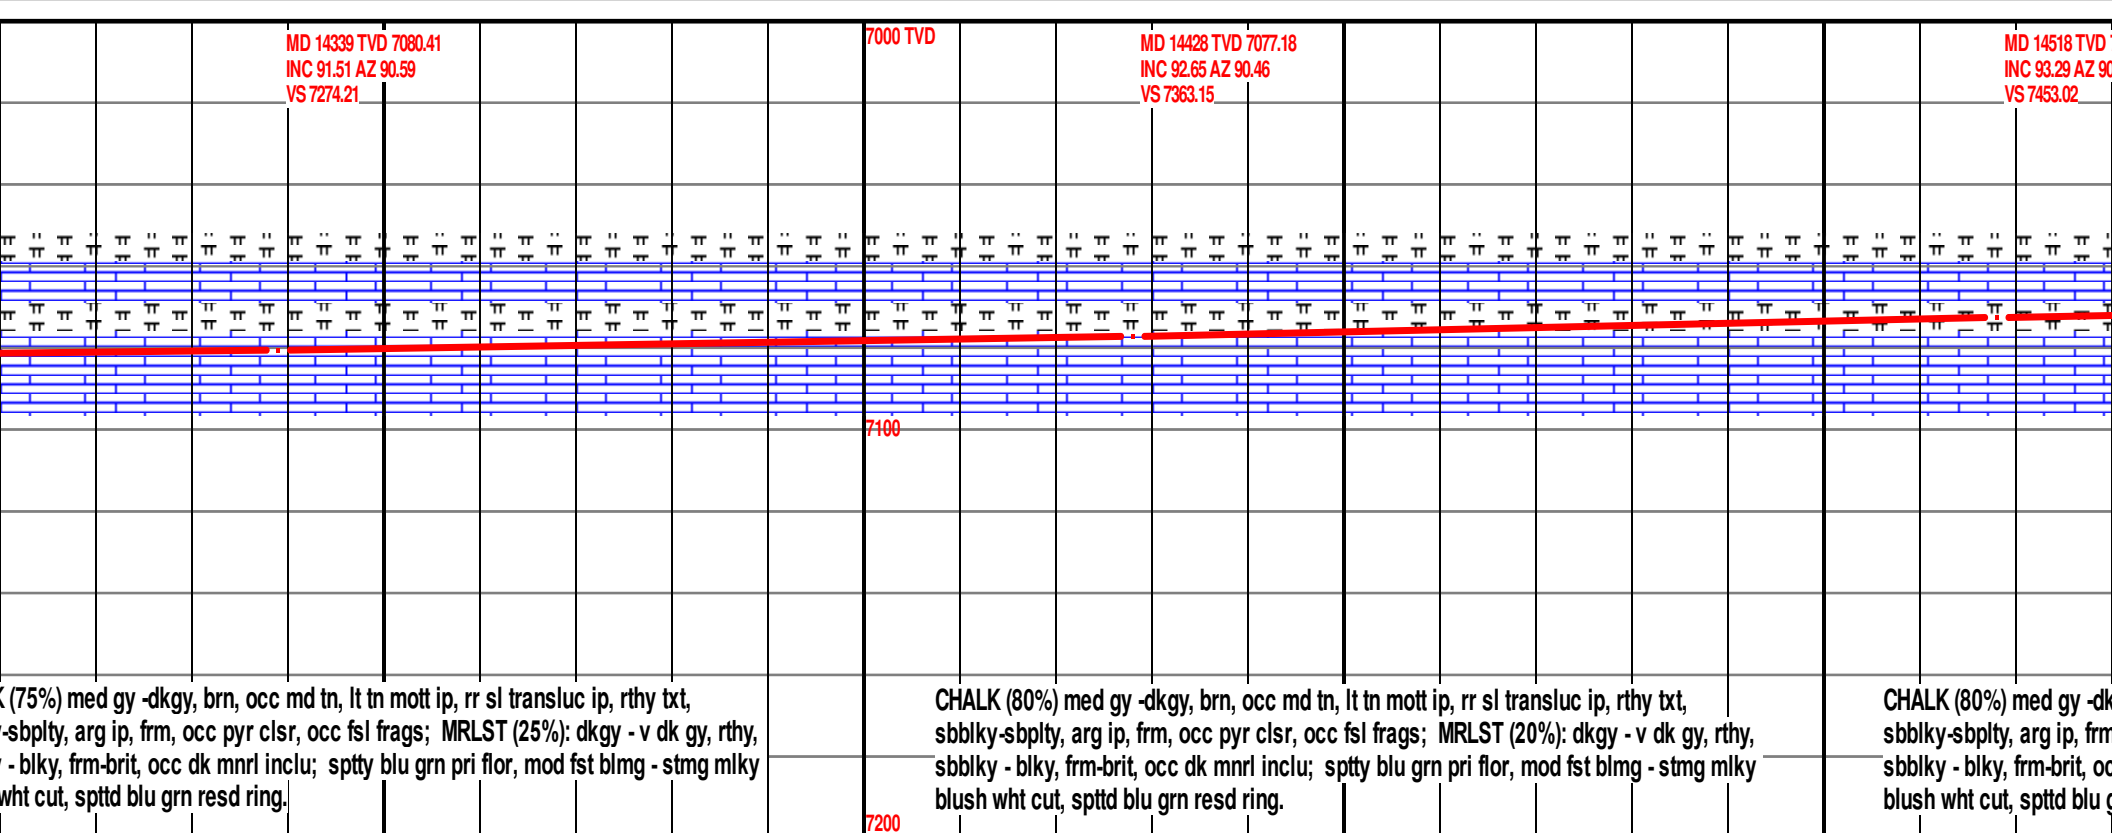 MD 14339 TVD 7080.41
INC 91.51 AZ 90.59
VS 7274.21
7000 TVD
MD 14428 TVD 7077.18
INC 92.65 AZ 90.46
VS 7363.15
MD 14518 TVD
INC 93.29 AZ 90
VS 7453.02
7100
(75%) med gy -dkgy, brn, occ md tn, lt tn mott ip, rr sl transluc ip, rthy txt,
-sbplty, arg ip, frm, occ pyr clsr, occ fsl frags; MRLST (25%): dkgy - v dk gy, rthy,
- blky, frm-brit, occ dk mnrl inclu; sptty blu grn pri flor, mod fst blmg - stmg mlky
wht cut, spttd blu grn resd ring.
CHALK (80%) med gy -dkgy, brn, occ md tn, lt tn mott ip, rr sl transluc ip, rthy txt,
sbblky-sbplty, arg ip, frm, occ pyr clsr, occ fsl frags; MRLST (20%): dkgy - v dk gy, rthy,
sbblky - blky, frm-brit, occ dk mnrl inclu; sptty blu grn pri flor, mod fst blmg - stmg mlky
blush wht cut, spttd blu grn resd ring.
CHALK (80%) med gy -dk
sbblky-sbplty, arg ip, frm
sbblky - blky, frm-brit, oc
blush wht cut, spttd blu g
7200